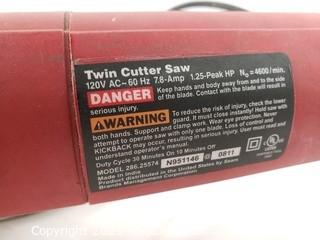 Twin Cutter Saw
120V AC~60 Hz 7.8-Amp 1.25-Peak HP N₀=4600/min.
DANGER Keep hands and body away from and to the side of the blade. Contact with the blade will result in serious injury.
WARNING To reduce the risk of injury, check the guard. It must close instantly! Hold saw with both hands. Support and clamp work. Wear eye protection. Never attempt to operate saw with only one blade. Loss of control and KICKBACK may occur, resulting in serious injury. User must read and understand operator's manual.
Duty Cycle 30 Minutes On 10 Minutes Off
MODEL 286.25574 N951146 0811
Made in India
Product distributed in the United States by Sears
Brands Management Corporation
UL US